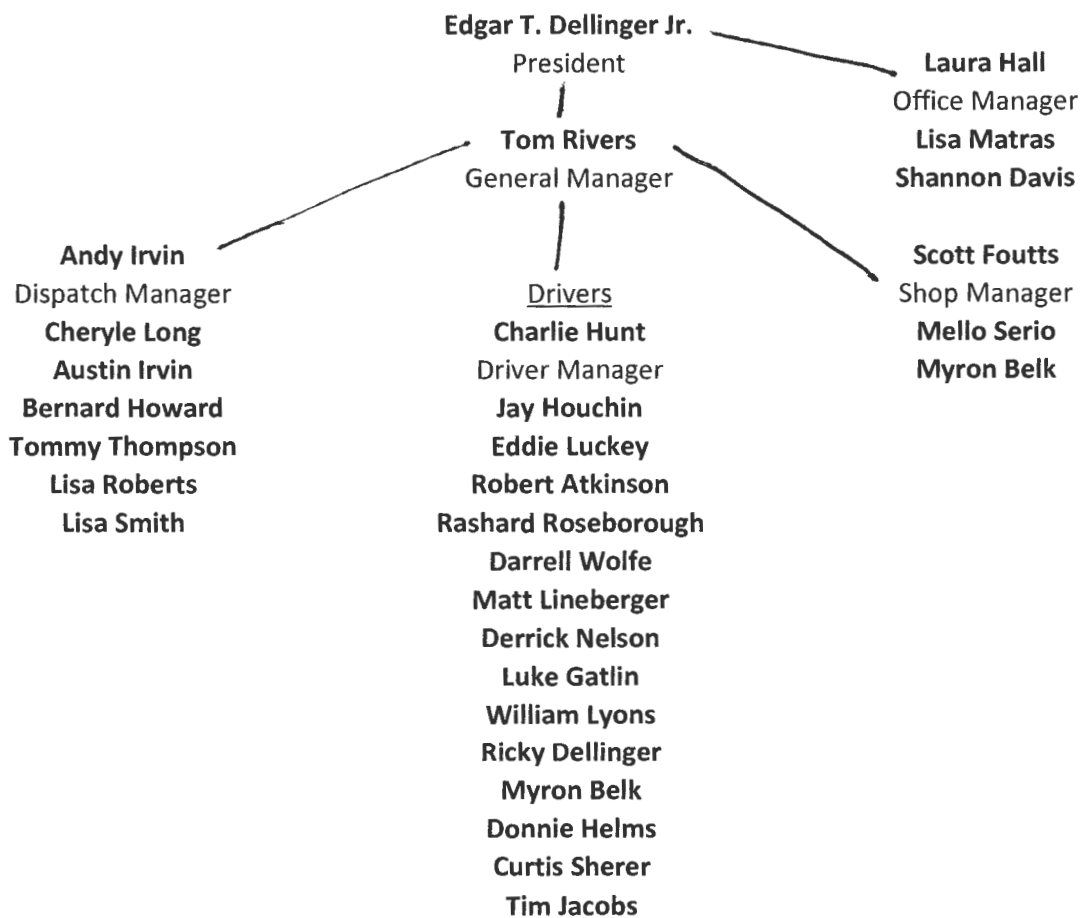 Edgar T. Dellinger Jr.
President
Laura Hall
Office Manager
Lisa Matras
Shannon Davis
Tom Rivers
General Manager
Andy Irvin
Dispatch Manager
Cheryle Long
Austin Irvin
Bernard Howard
Tommy Thompson
Lisa Roberts
Lisa Smith
Drivers
Charlie Hunt
Driver Manager
Jay Houchin
Eddie Luckey
Robert Atkinson
Rashard Roseborough
Darrell Wolfe
Matt Lineberger
Derrick Nelson
Luke Gatlin
William Lyons
Ricky Dellinger
Myron Belk
Donnie Helms
Curtis Sherer
Tim Jacobs
Scott Foutts
Shop Manager
Mello Serio
Myron Belk